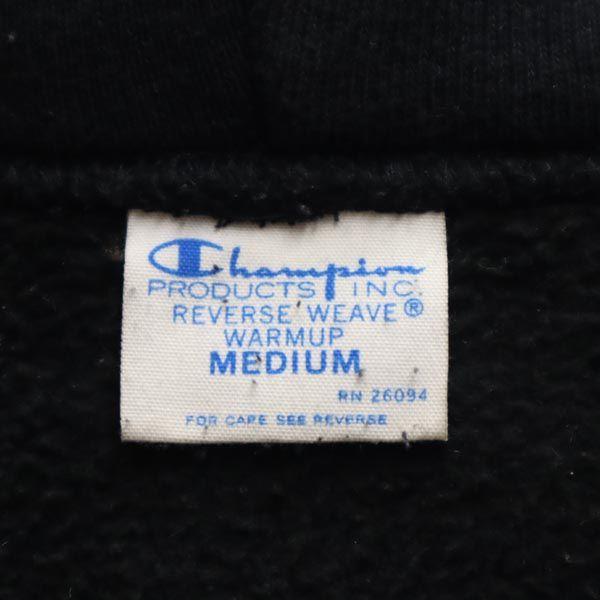 Champion
PRODUCTS INC.
REVERSE WEAVE®
WARMUP
MEDIUM
RN 26094
FOR CARE SEE REVERSE